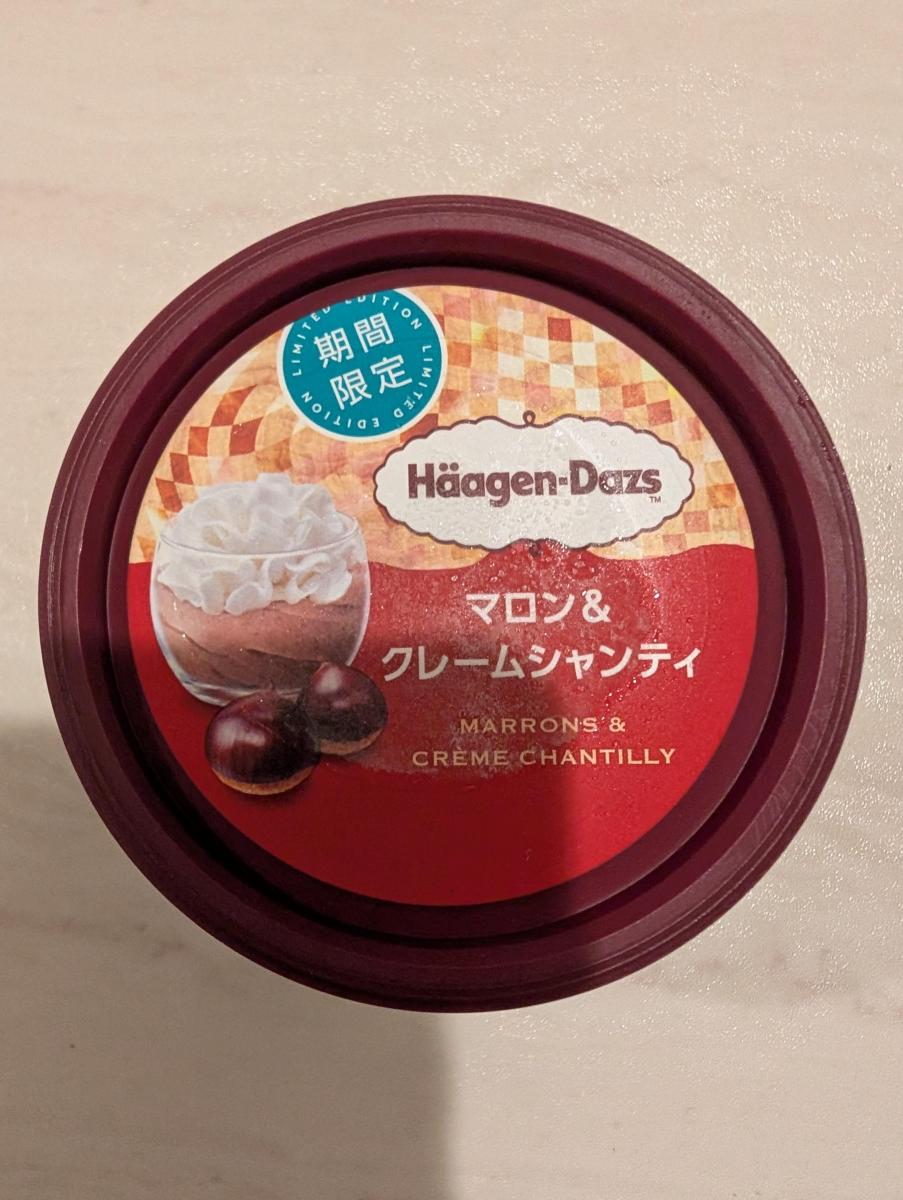 LIMITED EDITION
期間
限定
LIMITED EDITION
Häagen-Dazs
TM
マロン&
クレームシャンティ
MARRONS &
CRÈME CHANTILLY